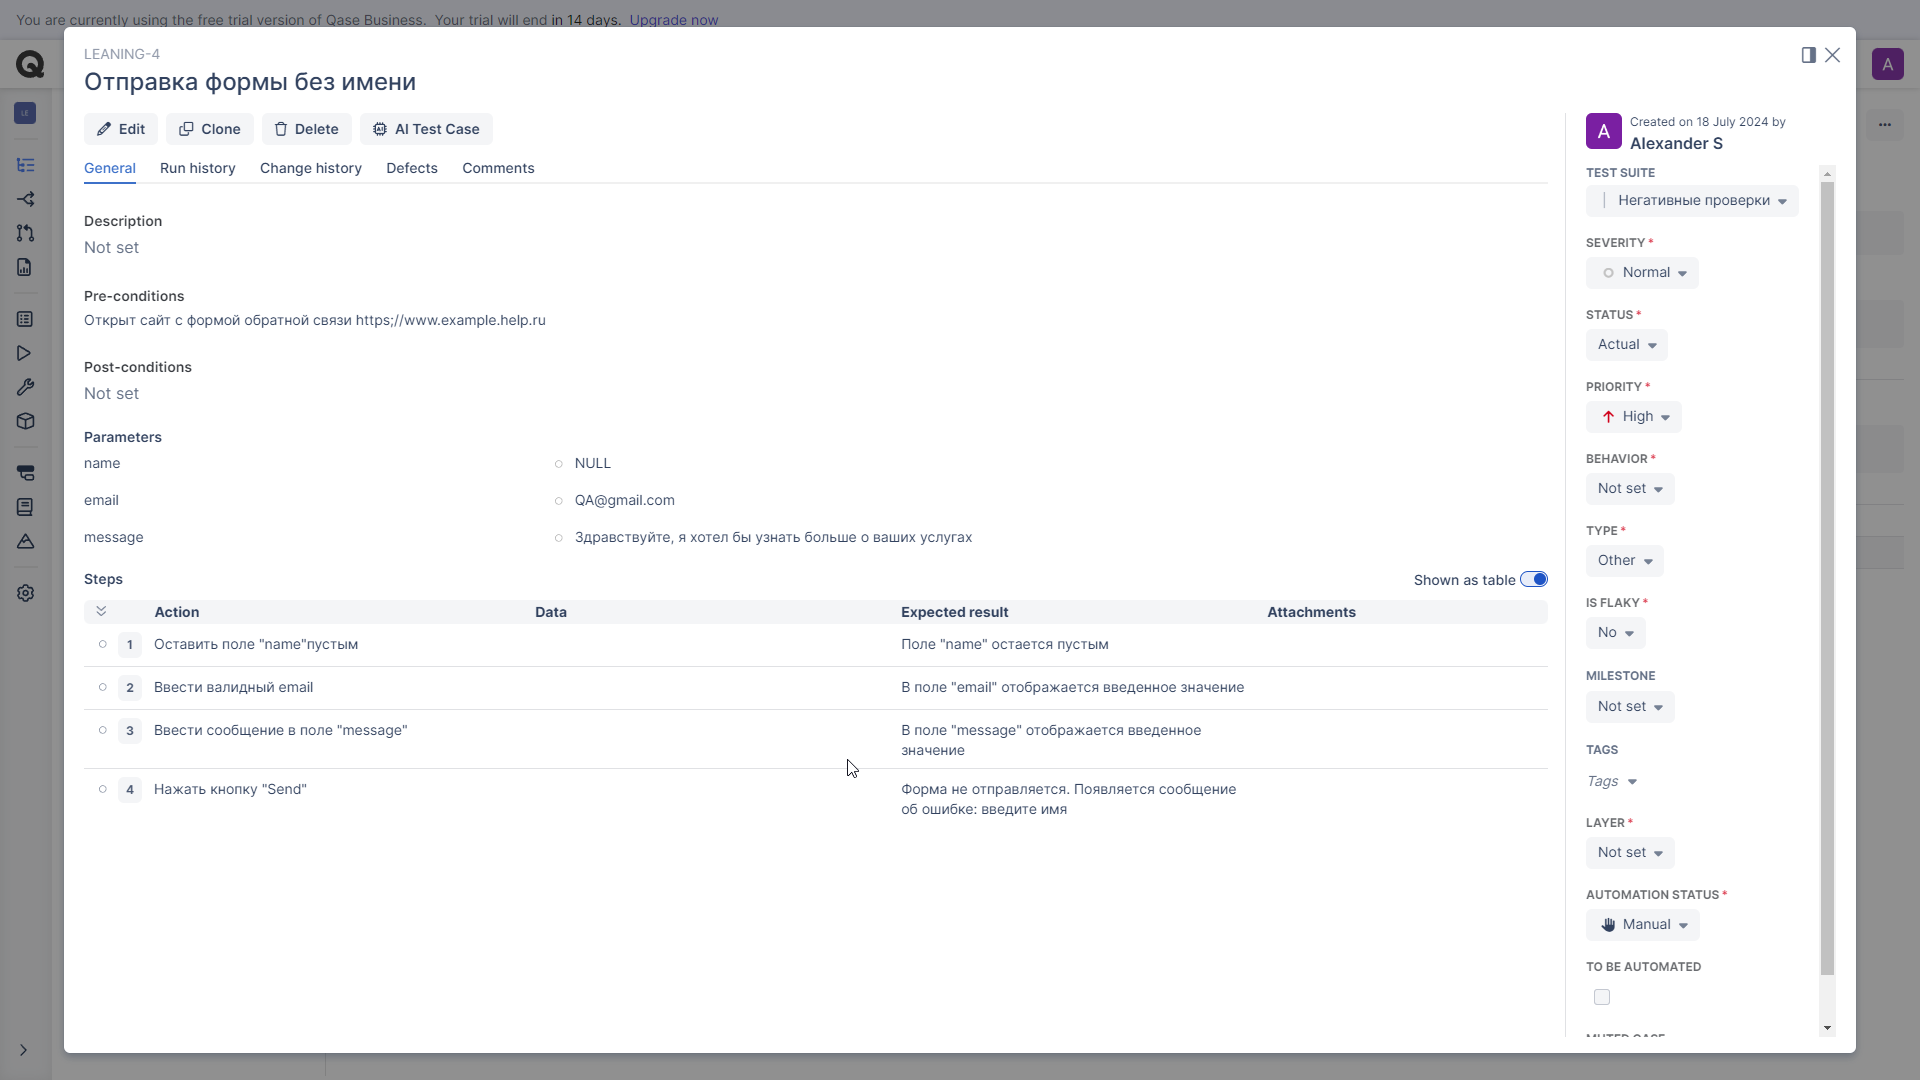 You are currently using the free trial version of Qase Business. Your trial will end in 14 days. Upgrade now
LEANING-4
Отправка формы без имени
A
LE
Edit
Clone
Delete
AI Test Case
General
Run history
Change history
Defects
Comments
Description
Not set
Pre-conditions
Открыт сайт с формой обратной связи https;//www.example.help.ru
Post-conditions
Not set
Parameters
name
NULL
email
QA@gmail.com
message
Здравствуйте, я хотел бы узнать больше о ваших услугах
Steps
Shown as table
Action
Data
Expected result
Attachments
1
Оставить поле "name"пустым
Поле "name" остается пустым
2
Ввести валидный email
В поле "email" отображается введенное значение
3
Ввести сообщение в поле "message"
В поле "message" отображается введенное
значение
4
Нажать кнопку "Send"
Форма не отправляется. Появляется сообщение
об ошибке: введите имя
A
Created on 18 July 2024 by
Alexander S
TEST SUITE
Негативные проверки
SEVERITY *
Normal
STATUS *
Actual
PRIORITY *
High
BEHAVIOR *
Not set
TYPE *
Other
IS FLAKY *
No
MILESTONE
Not set
TAGS
Tags
LAYER *
Not set
AUTOMATION STATUS *
Manual
TO BE AUTOMATED
MUTED CASE